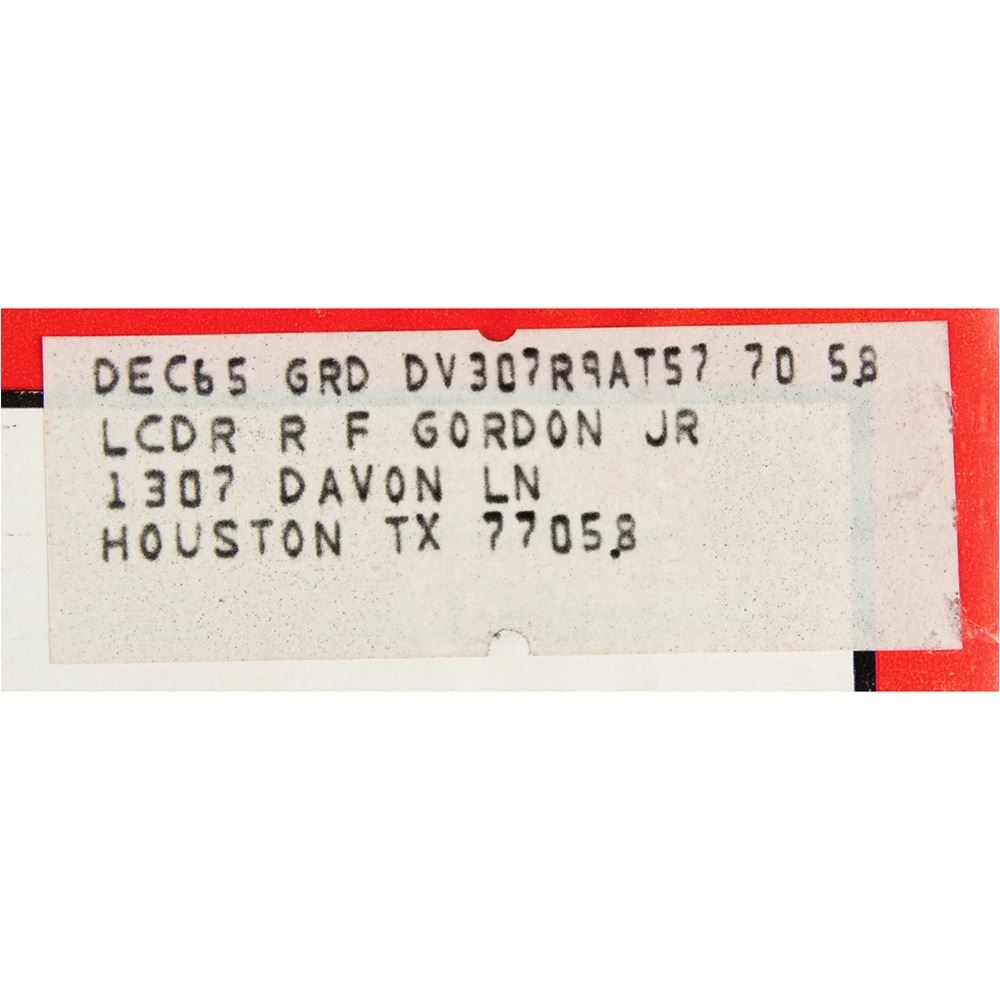 DEC65 GRD DV307R9AT57 70 58
LCDR R F GORDON JR
1307 DAVON LN
HOUSTON TX 77058